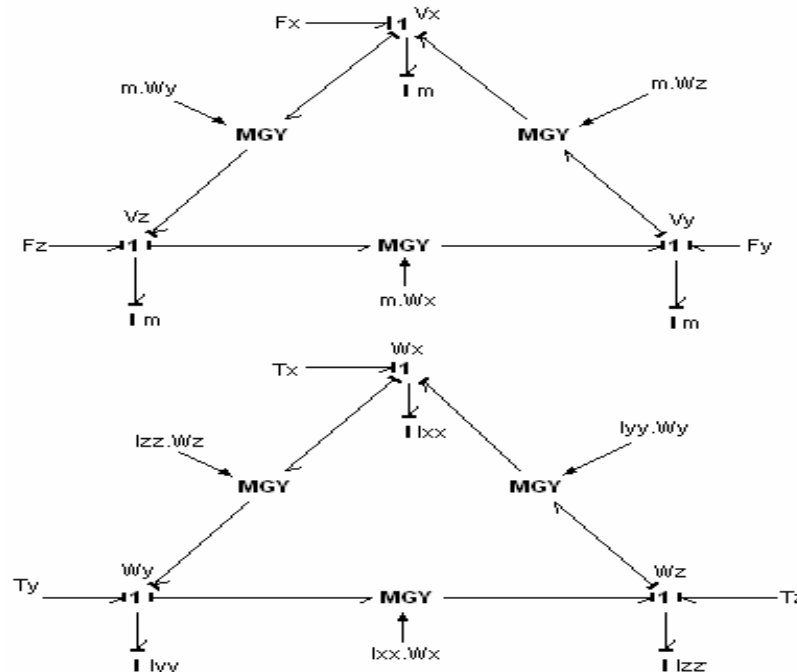 Fx 1 Vx
I m
m.Wy m.Wz
MGY MGY
Vz Vy
Fz 1 MGY 1 Fy
m.Wx
I m I m
Wx
Tx 1
I Ixx
Izz.Wz Iyy.Wy
MGY MGY
Wy Wz
Ty 1 MGY 1 Tz
Ixx.Wx
I Iyy I Izz